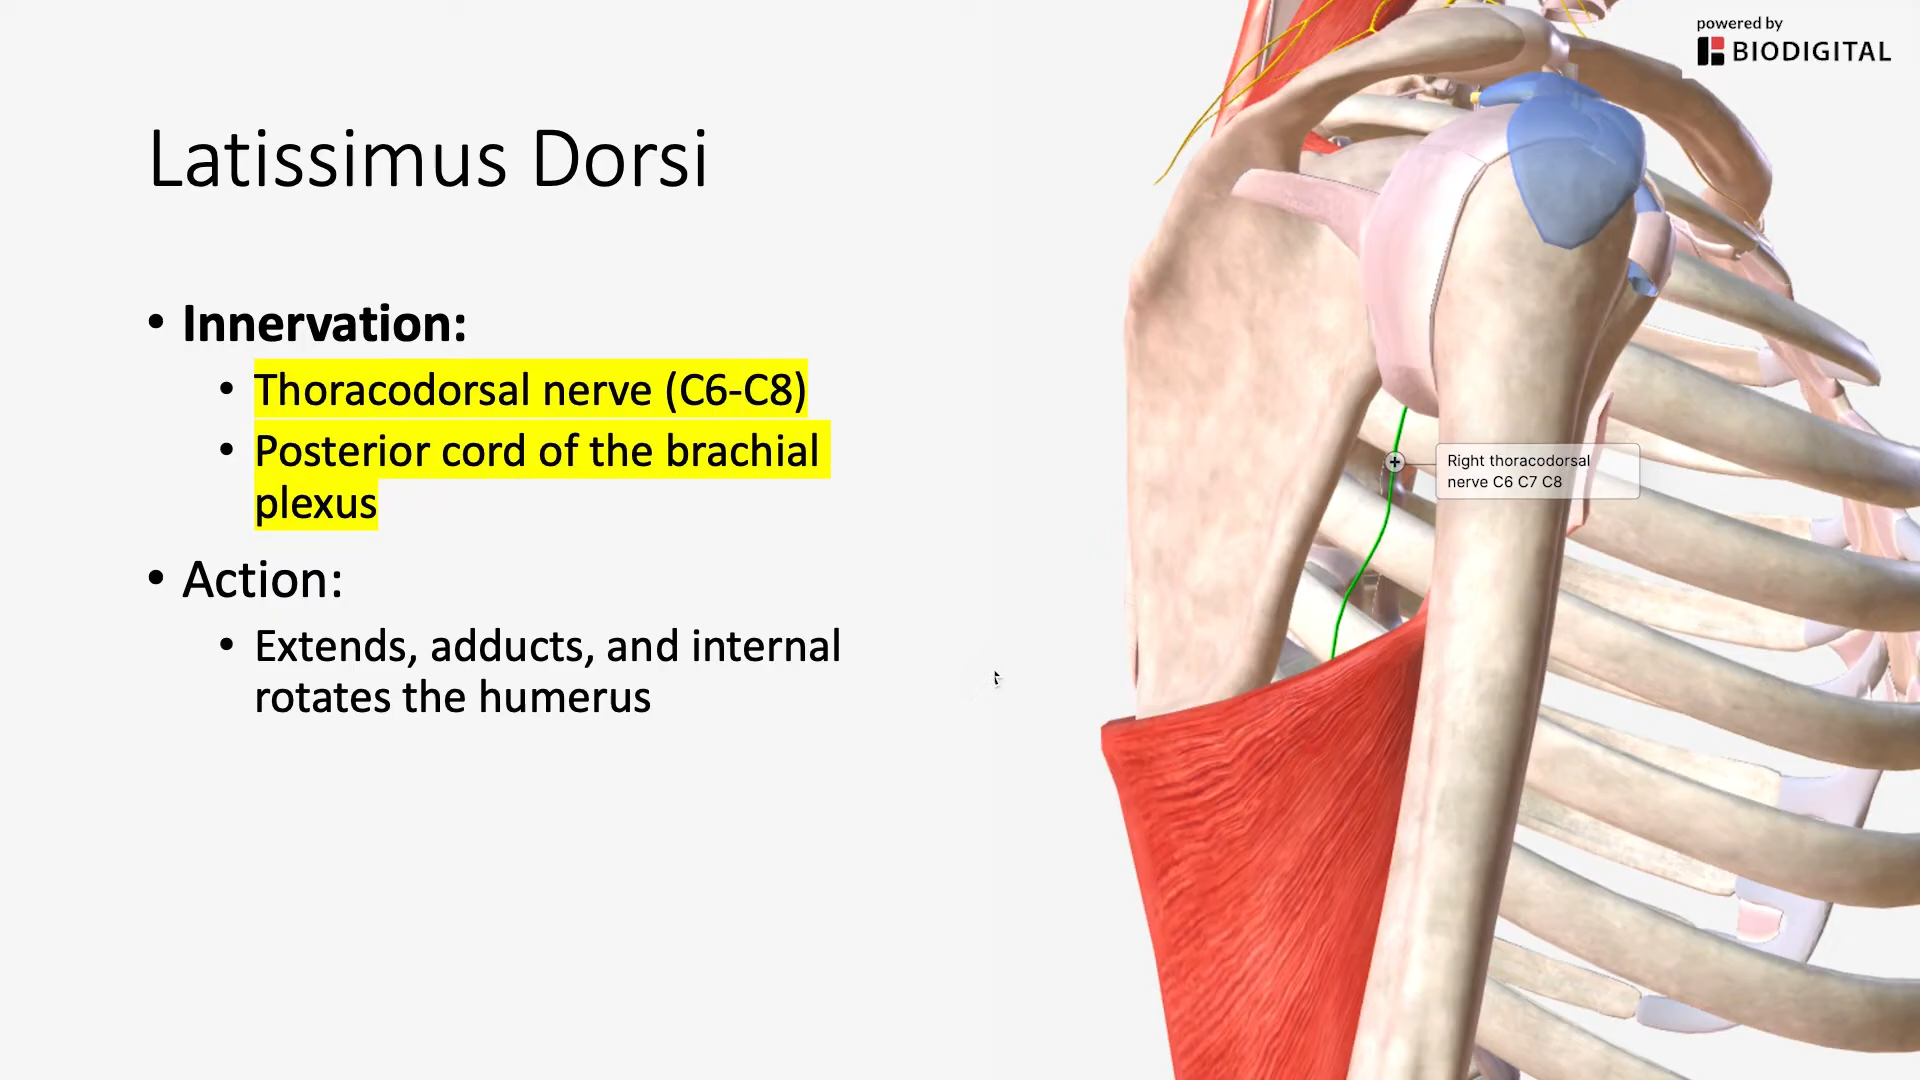 powered by
BIODIGITAL
Latissimus Dorsi
• Innervation:
• Thoracodorsal nerve (C6-C8)
• Posterior cord of the brachial
plexus
• Action:
• Extends, adducts, and internal
rotates the humerus
Right thoracodorsal
nerve C6 C7 C8